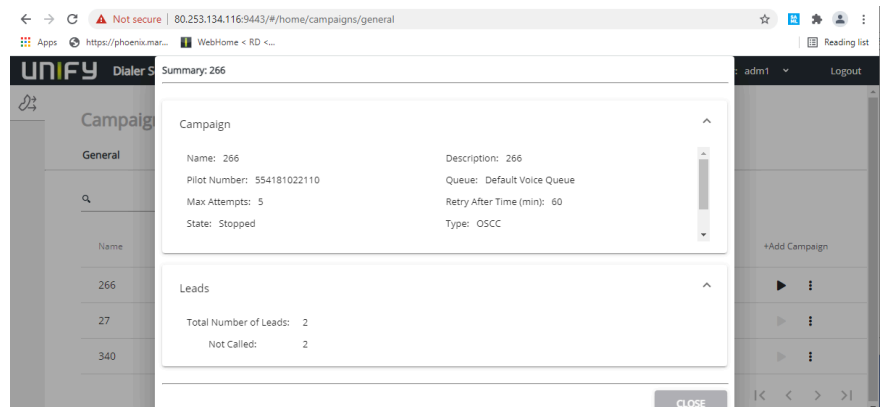 Not secure | 80.253.134.116:9443/#/home/campaigns/general
Apps https://phoenix.mar... WebHome < RD <... Reading list
UNIFY Dialer S : adm1 Logout
Summary: 266
Campaig
General
Campaign
Name: 266 Description: 266
Pilot Number: 554181022110 Queue: Default Voice Queue
Max Attempts: 5 Retry After Time (min): 60
State: Stopped Type: OSCC
Name +Add Campaign
266
27
340
Leads
Total Number of Leads: 2
Not Called: 2
CLOSE